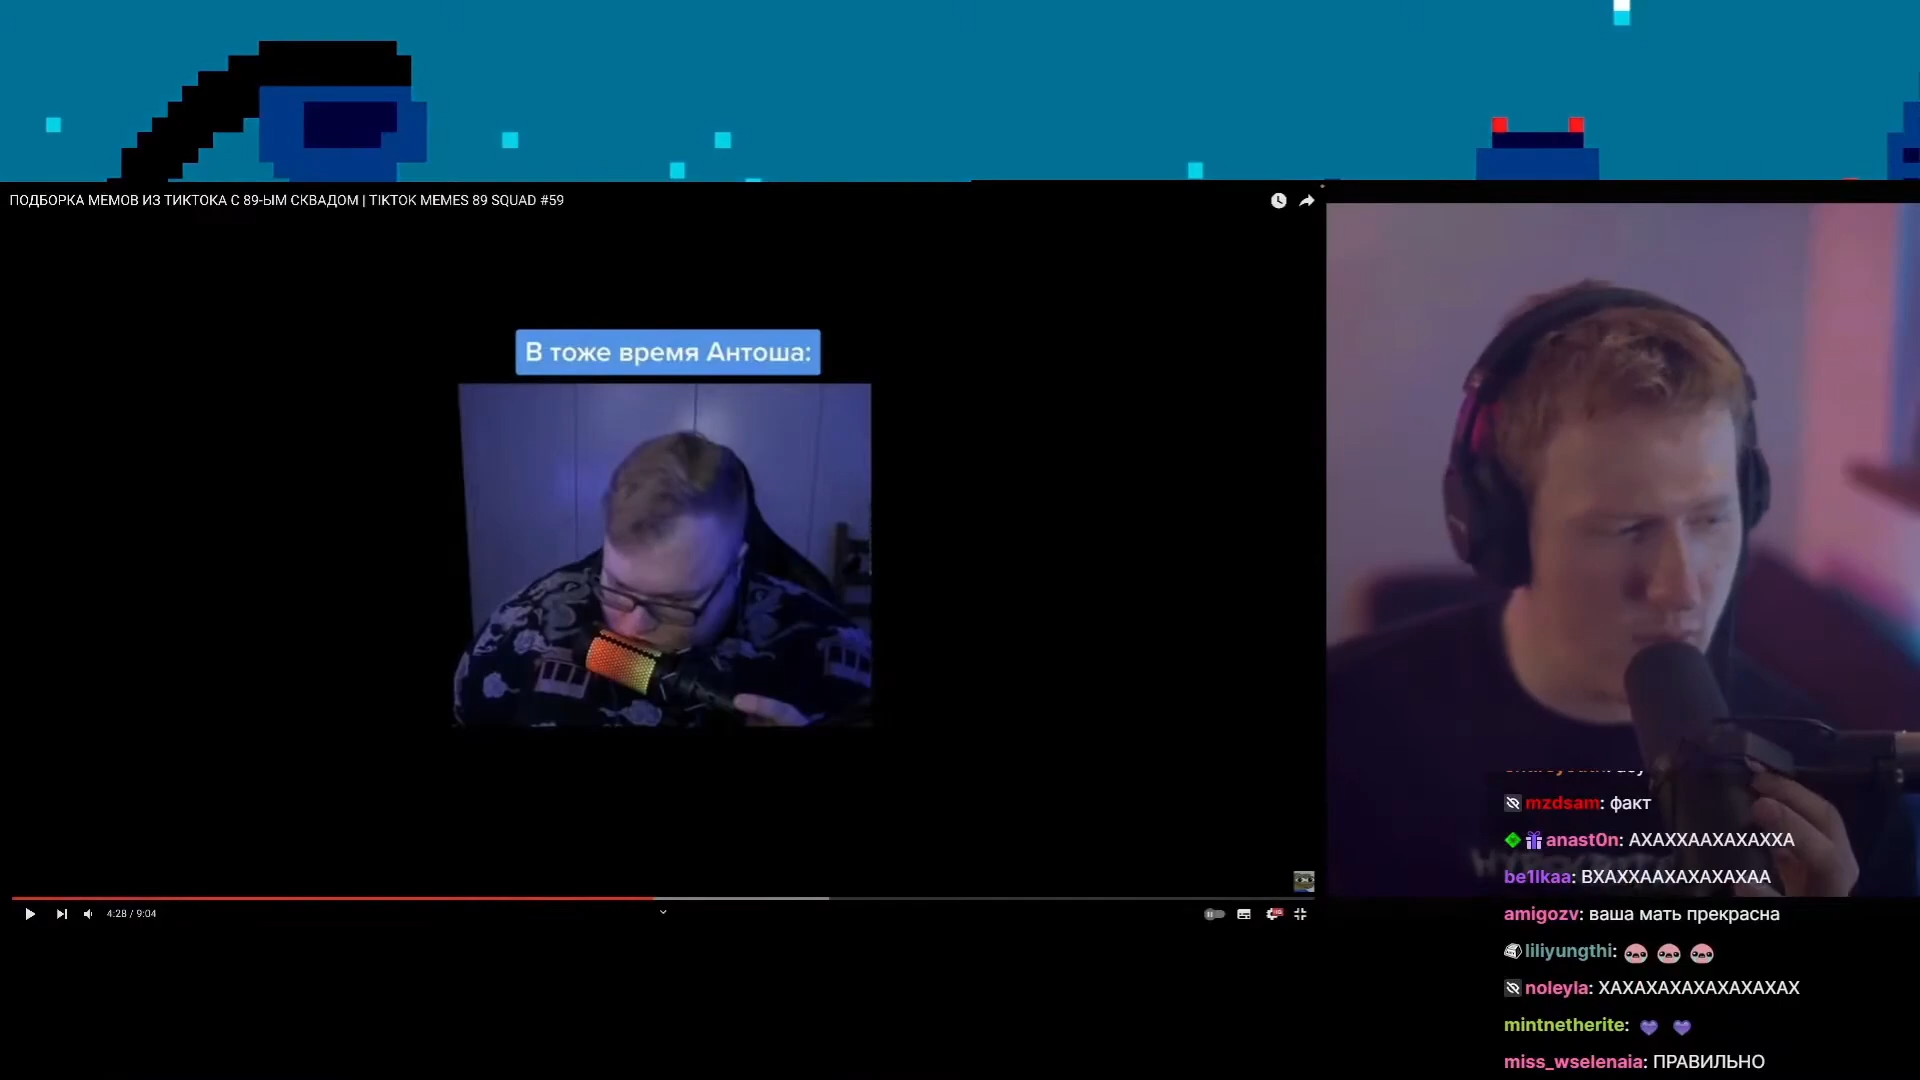 ПОДБОРКА МЕМОВ ИЗ ТИКТОКА С 89-ЫМ СКВАДОМ | TIKTOK MEMES 89 SQUAD #59
В тоже время Антоша:
mzdsam: факт
anast0n: АХАХХААХАХАХХА
be1lkaa: ВХАХХААХАХАХАХАА
4:28 / 9:04
amigozv: ваша мать прекрасна
liliyungthi:
noleyla: ХАХАХАХАХАХАХАХАХ
mintnetherite:
miss_wselenaia: ПРАВИЛЬНО